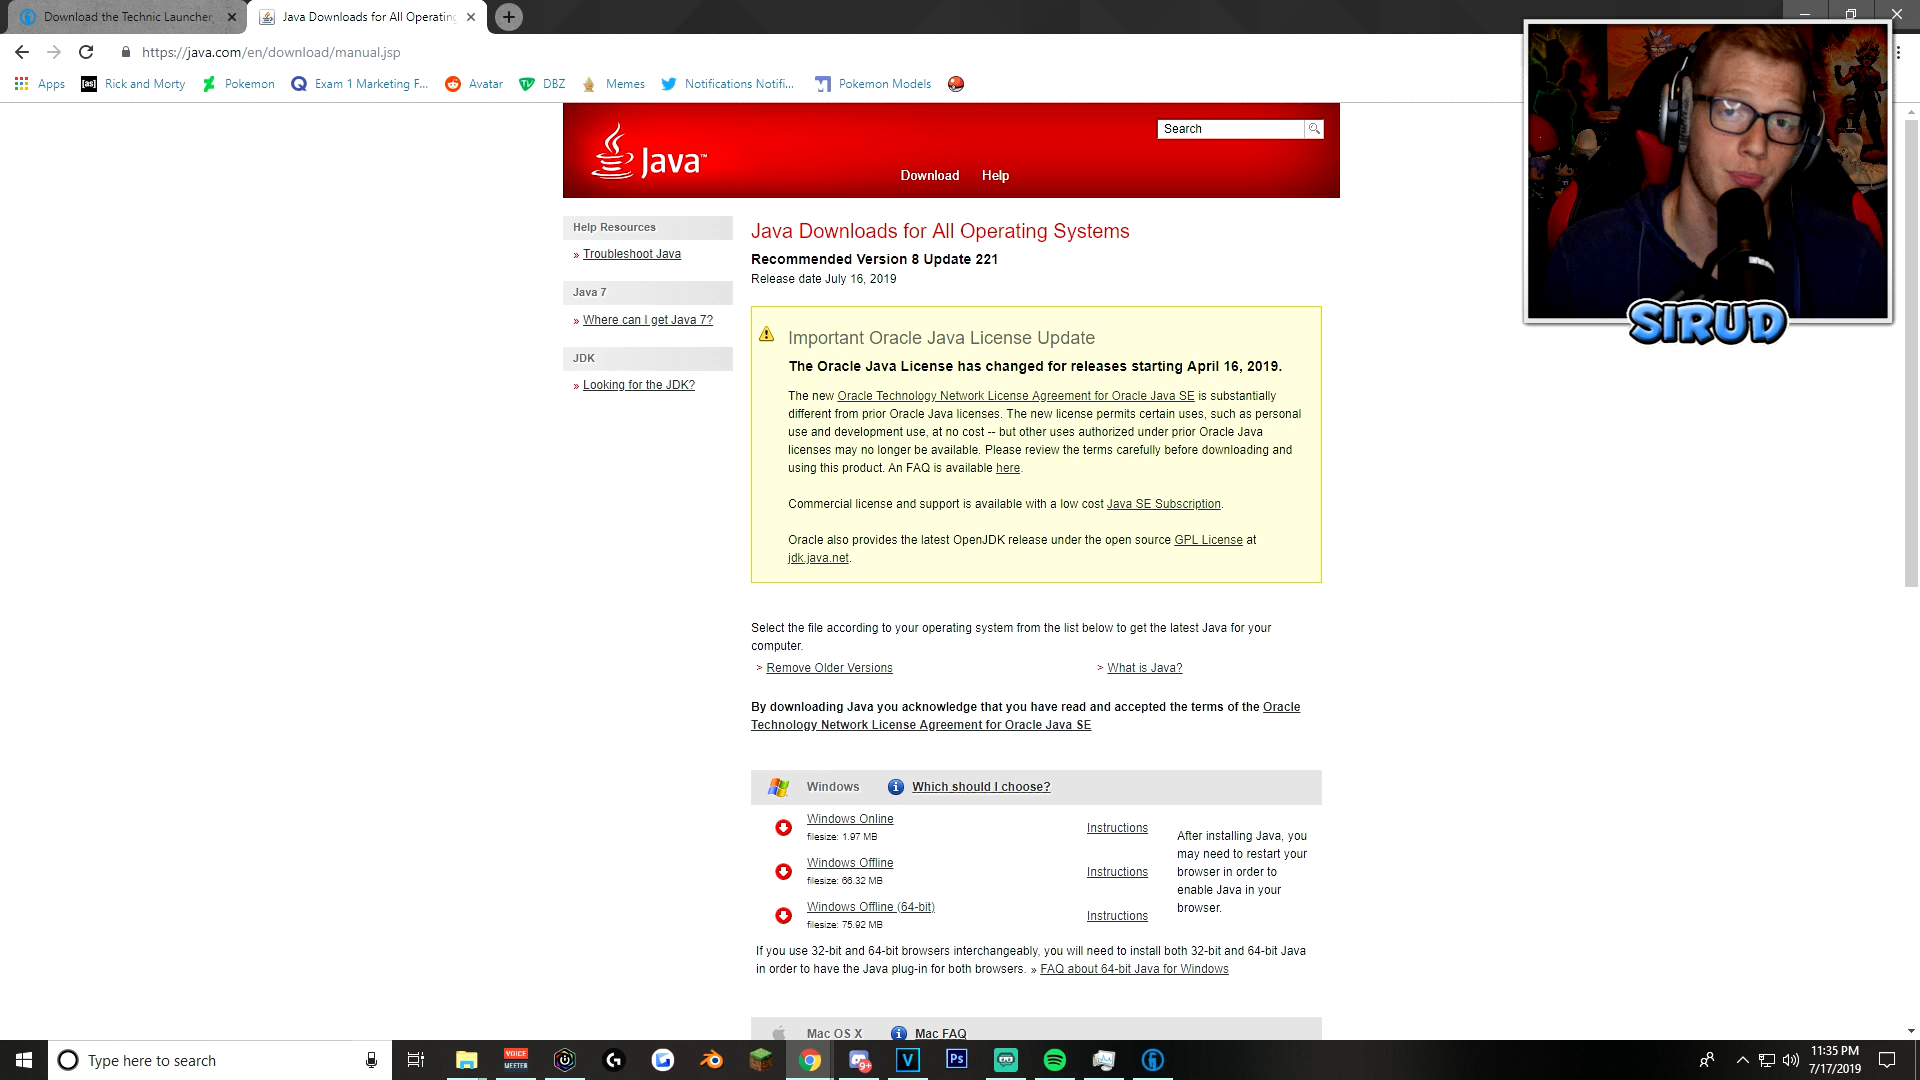 Download the Technic Launcher
Java Downloads for All Operating
https://java.com/en/download/manual.jsp
Apps
[as] Rick and Morty
Pokemon
Exam 1 Marketing F...
Avatar
DBZ
Memes
Notifications Notifi...
Pokemon Models
Java™
Search
Download Help
SIRUD
Help Resources
» Troubleshoot Java
Java 7
» Where can I get Java 7?
JDK
» Looking for the JDK?
Java Downloads for All Operating Systems
Recommended Version 8 Update 221
Release date July 16, 2019
Important Oracle Java License Update
The Oracle Java License has changed for releases starting April 16, 2019.
The new Oracle Technology Network License Agreement for Oracle Java SE is substantially
different from prior Oracle Java licenses. The new license permits certain uses, such as personal
use and development use, at no cost -- but other uses authorized under prior Oracle Java
licenses may no longer be available. Please review the terms carefully before downloading and
using this product. An FAQ is available here.
Commercial license and support is available with a low cost Java SE Subscription.
Oracle also provides the latest OpenJDK release under the open source GPL License at
jdk.java.net.
Select the file according to your operating system from the list below to get the latest Java for your
computer.
> Remove Older Versions
> What is Java?
By downloading Java you acknowledge that you have read and accepted the terms of the Oracle
Technology Network License Agreement for Oracle Java SE
Windows
Which should I choose?
Windows Online
filesize: 1.97 MB
Instructions
Windows Offline
filesize: 66.32 MB
Instructions
Windows Offline (64-bit)
filesize: 75.92 MB
Instructions
After installing Java, you
may need to restart your
browser in order to
enable Java in your
browser.
If you use 32-bit and 64-bit browsers interchangeably, you will need to install both 32-bit and 64-bit Java
in order to have the Java plug-in for both browsers. » FAQ about 64-bit Java for Windows
Mac OS X
Mac FAQ
Type here to search
VOICE
MEETER
9+
V
Ps
11:35 PM
7/17/2019